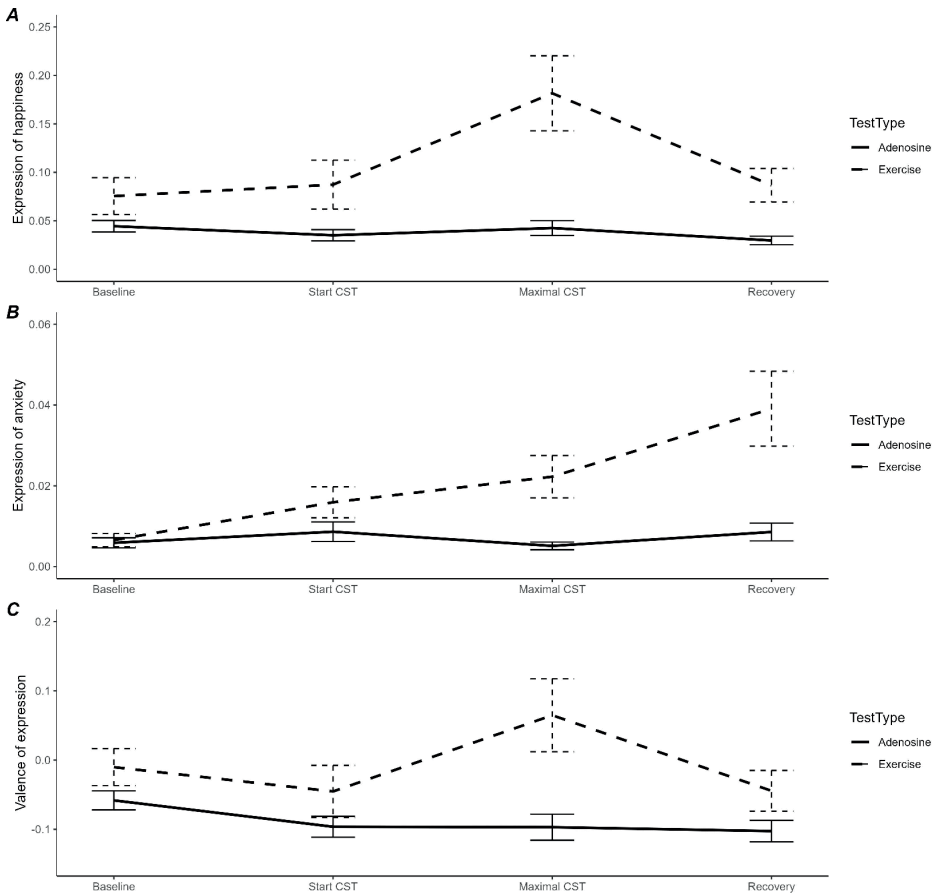 A
Expression of happiness
0.25
0.20
0.15
0.10
0.05
0.00
Baseline Start CST Maximal CST Recovery
TestType
Adenosine
Exercise
B
Expression of anxiety
0.06
0.04
0.02
0.00
Baseline Start CST Maximal CST Recovery
TestType
Adenosine
Exercise
C
Valence of expression
0.2
0.1
0.0
-0.1
Baseline Start CST Maximal CST Recovery
TestType
Adenosine
Exercise